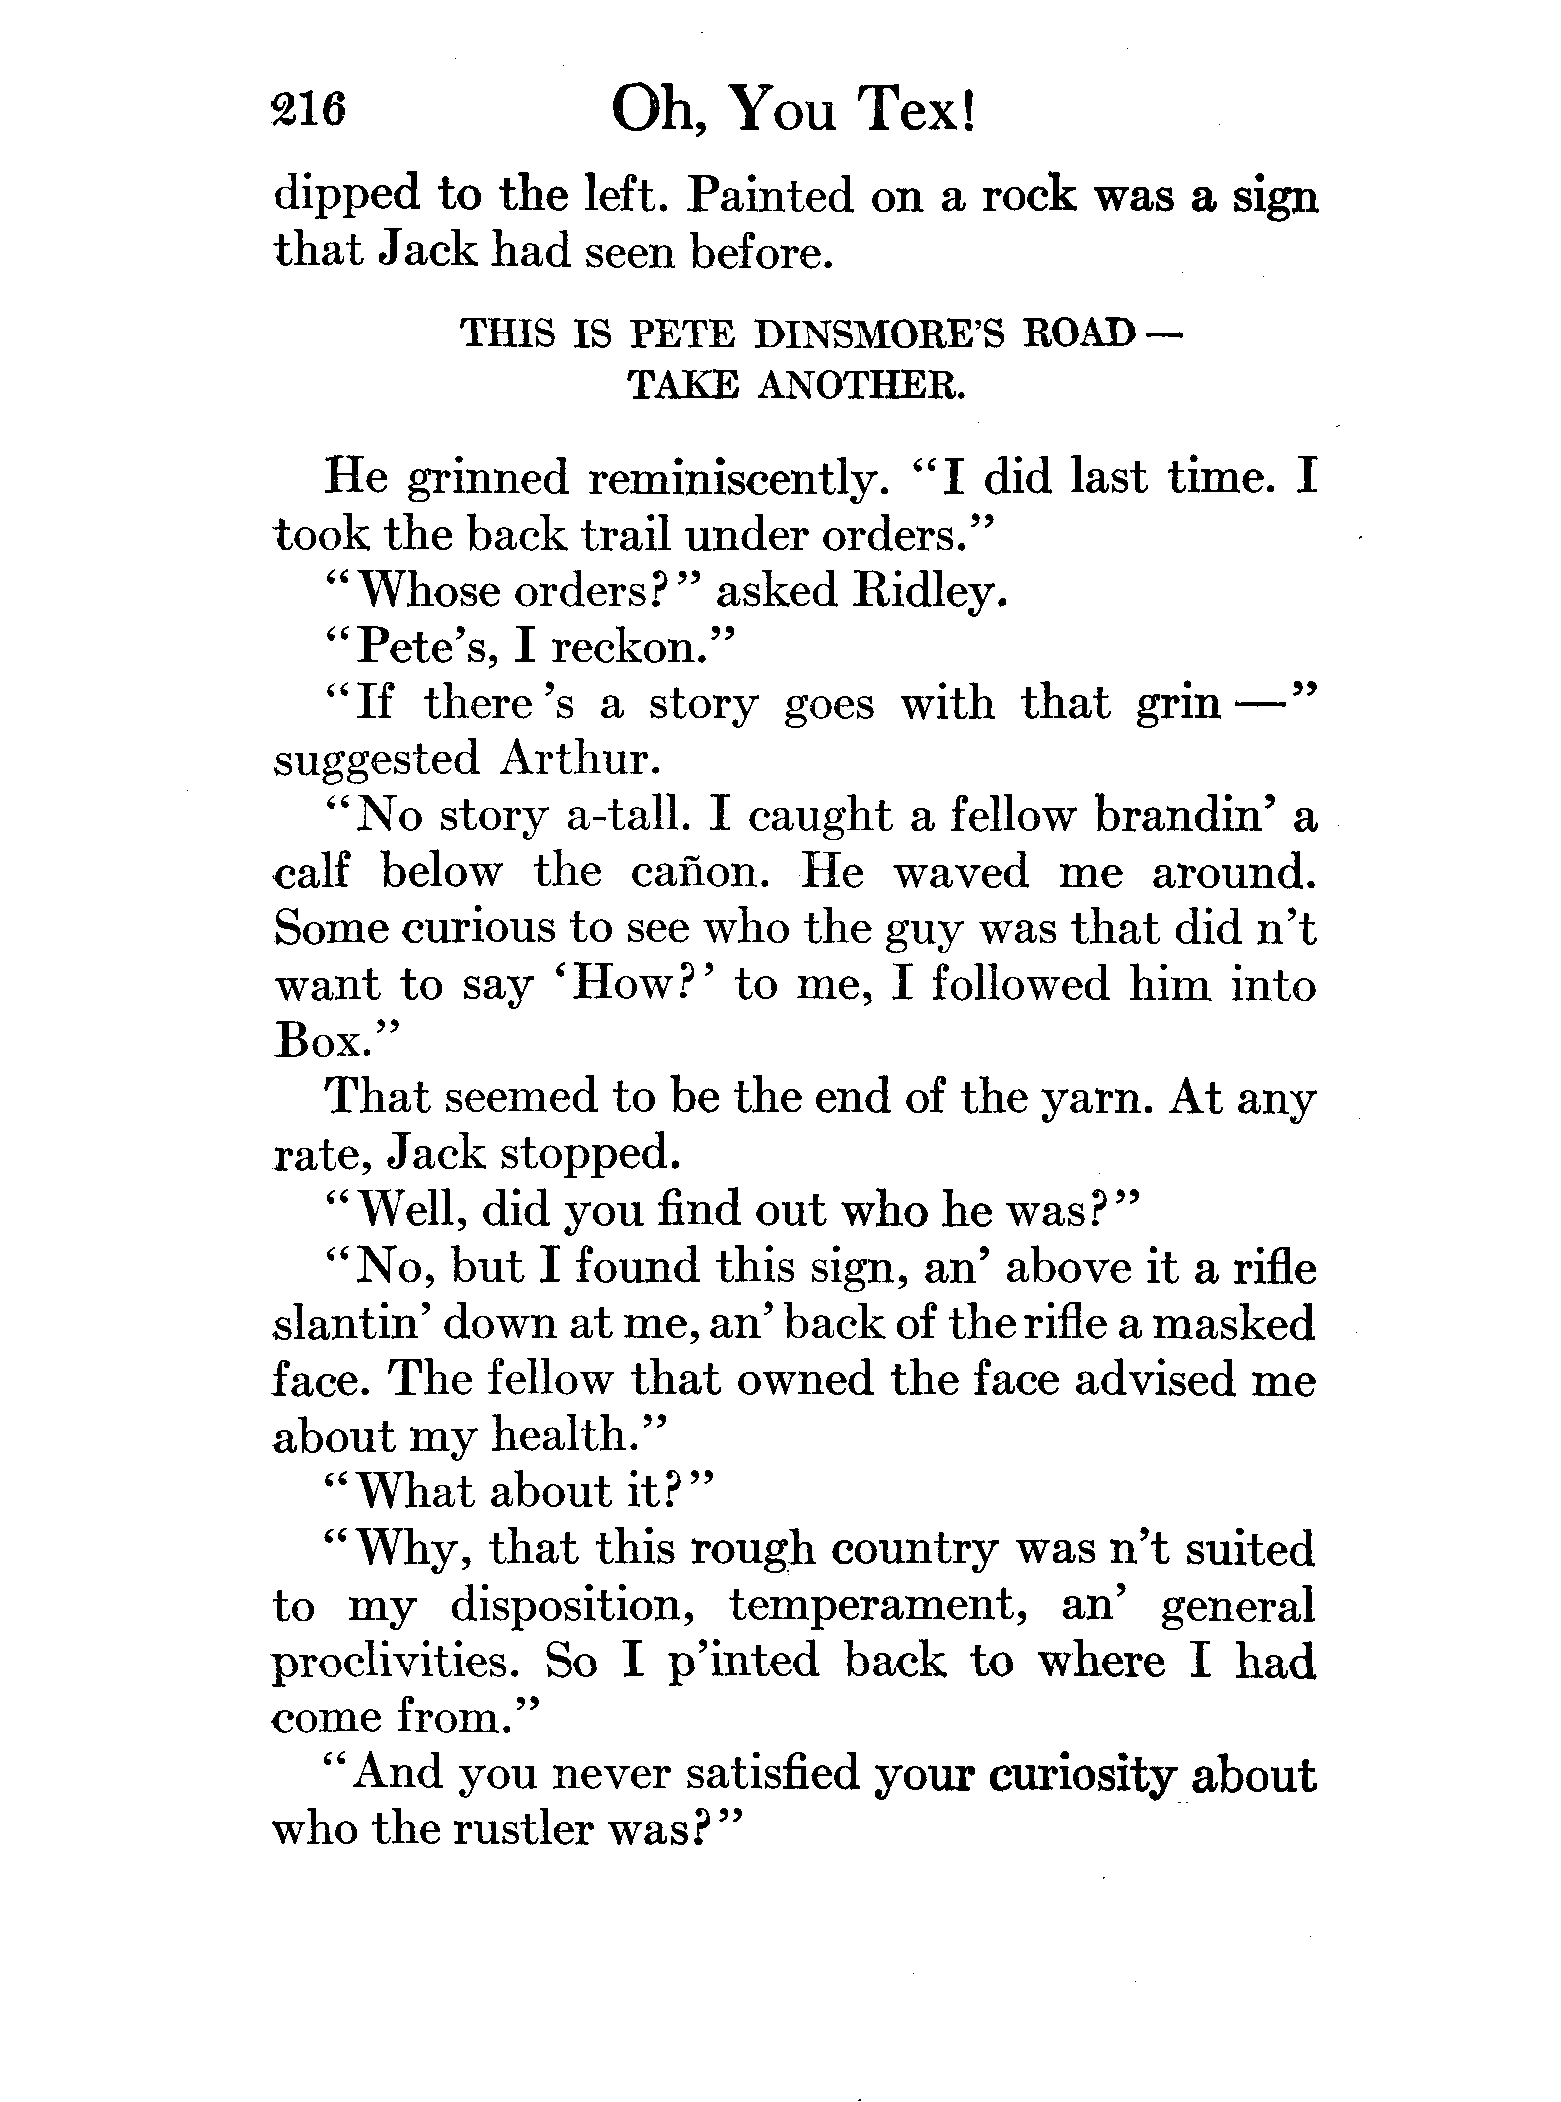 216 Oh, You Tex!
dipped to the left. Painted on a rock was a sign
that Jack had seen before.
THIS IS PETE DINSMORE'S ROAD —
TAKE ANOTHER.
He grinned reminiscently. "I did last time. I
took the back trail under orders."
"Whose orders?" asked Ridley.
"Pete's, I reckon."
"If there 's a story goes with that grin —"
suggested Arthur.
"No story a-tall. I caught a fellow brandin' a
calf below the cañon. He waved me around.
Some curious to see who the guy was that did n't
want to say 'How?' to me, I followed him into
Box."
That seemed to be the end of the yarn. At any
rate, Jack stopped.
"Well, did you find out who he was?"
"No, but I found this sign, an' above it a rifle
slantin' down at me, an' back of the rifle a masked
face. The fellow that owned the face advised me
about my health."
"What about it?"
"Why, that this rough country was n't suited
to my disposition, temperament, an' general
proclivities. So I p'inted back to where I had
come from."
"And you never satisfied your curiosity about
who the rustler was?"